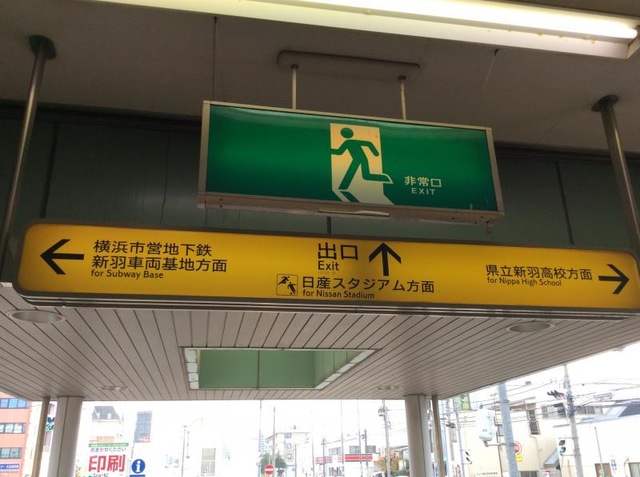 非常口
EXIT
横浜市営地下鉄
新羽車両基地方面
for Subway Base
出口
Exit
日産スタジアム方面
for Nissan Stadium
県立新羽高校方面
for Nippa High School
印刷